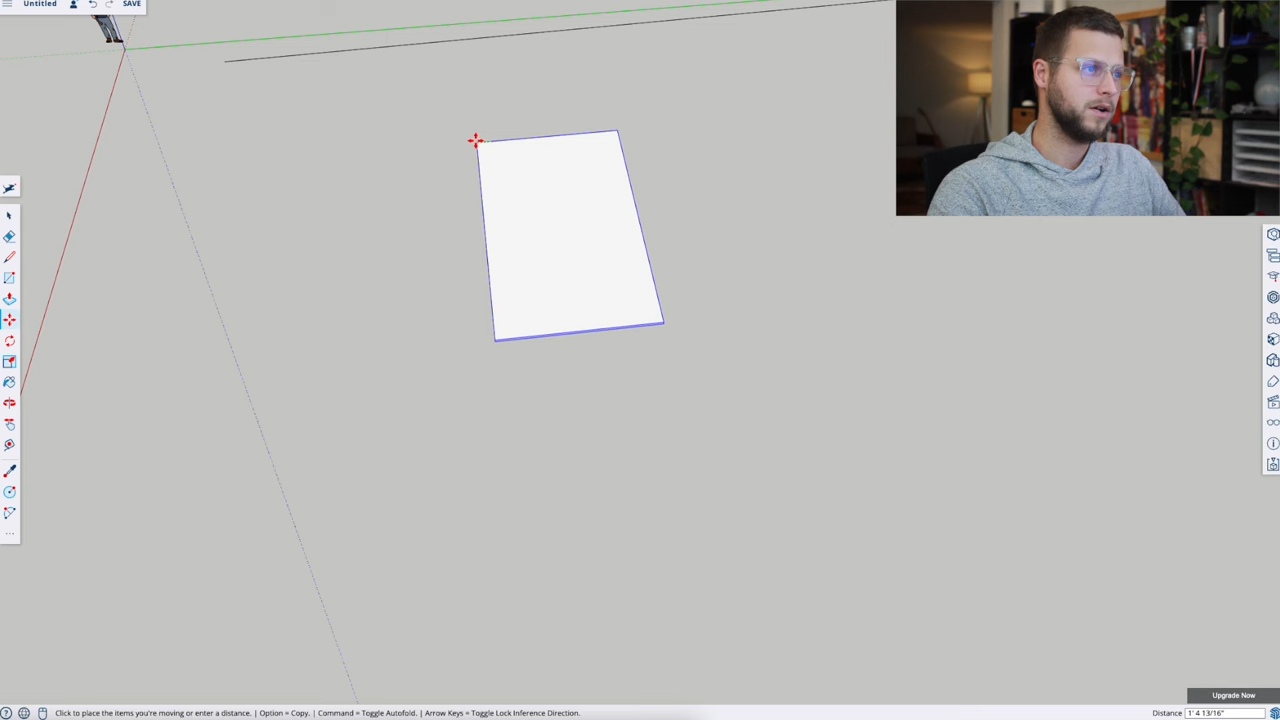 Untitled
SAVE
Upgrade Now
Click to place the items you're moving or enter a distance. | Option = Copy. | Command = Toggle Autofold. | Arrow Keys = Toggle Lock Inference Direction.
Distance 1' 4 13/16"